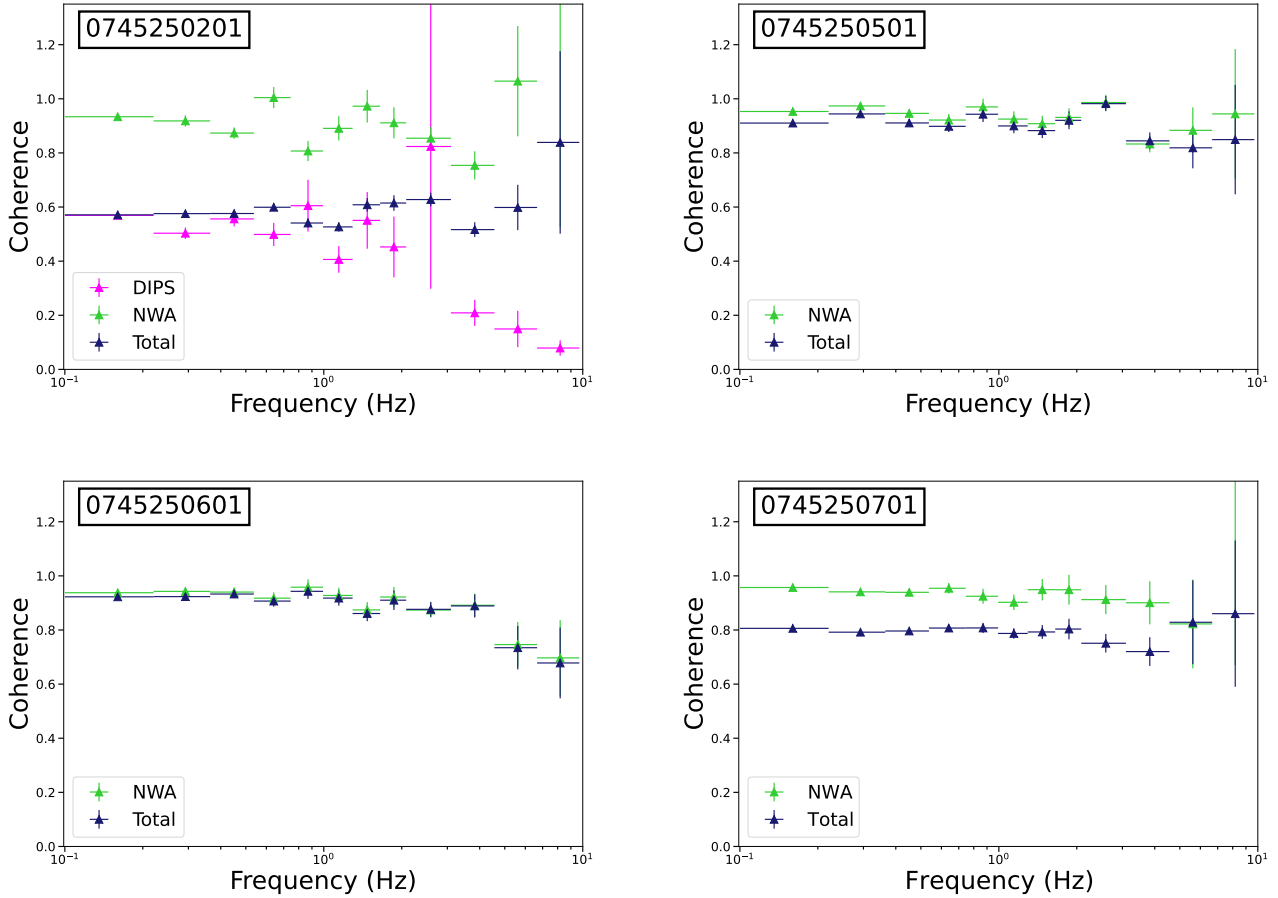 0745250201
1.2
1.0
0.8
0.6
0.4
0.2
0.0
Coherence
DIPS
NWA
Total
10⁻¹
10⁰
10¹
Frequency (Hz)
0745250501
1.2
1.0
0.8
0.6
0.4
0.2
0.0
Coherence
NWA
Total
10⁻¹
10⁰
10¹
Frequency (Hz)
0745250601
1.2
1.0
0.8
0.6
0.4
0.2
0.0
Coherence
NWA
Total
10⁻¹
10⁰
10¹
Frequency (Hz)
0745250701
1.2
1.0
0.8
0.6
0.4
0.2
0.0
Coherence
NWA
Total
10⁻¹
10⁰
10¹
Frequency (Hz)